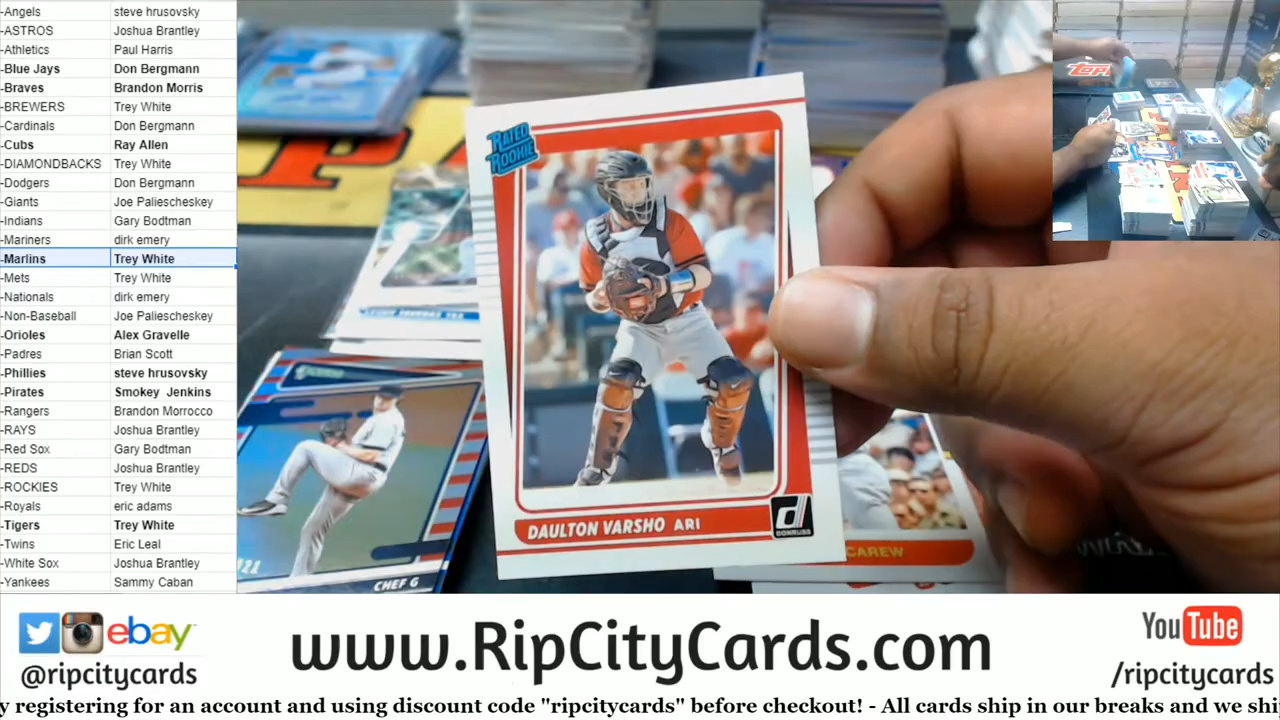 -Angels steve hrusovsky
-ASTROS Joshua Brantley
-Athletics Paul Harris
-Blue Jays Don Bergmann
-Braves Brandon Morris
-BREWERS Trey White
-Cardinals Don Bergmann
-Cubs Ray Allen
-DIAMONDBACKS Trey White
-Dodgers Don Bergmann
-Giants Joe Paliescheskey
-Indians Gary Bodtman
-Mariners dirk emery
-Marlins Trey White
-Mets Trey White
-Nationals dirk emery
-Non-Baseball Joe Paliescheskey
-Orioles Alex Gravelle
-Padres Brian Scott
-Phillies steve hrusovsky
-Pirates Smokey Jenkins
-Rangers Brandon Morrocco
-RAYS Joshua Brantley
-Red Sox Gary Bodtman
-REDS Joshua Brantley
-ROCKIES Trey White
-Royals eric adams
-Tigers Trey White
-Twins Eric Leal
-White Sox Joshua Brantley
-Yankees Sammy Caban
RATED
ROOKIE
DAULTON VARSHO ARI
d
DONRUSS
CHEF G
CAREW
TOPPS
ebay
@ripcitycards
www.RipCityCards.com
YouTube
/ripcitycards
y registering for an account and using discount code "ripcitycards" before checkout! - All cards ship in our breaks and we shi